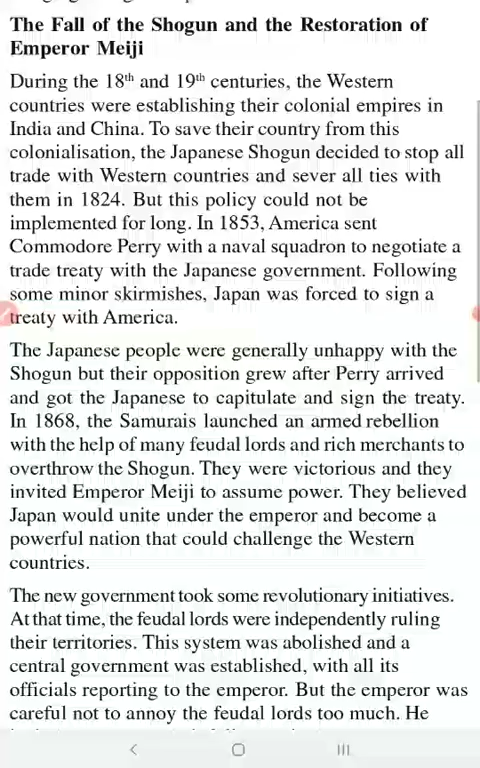 The Fall of the Shogun and the Restoration of
Emperor Meiji
During the 18th and 19th centuries, the Western
countries were establishing their colonial empires in
India and China. To save their country from this
colonialisation, the Japanese Shogun decided to stop all
trade with Western countries and sever all ties with
them in 1824. But this policy could not be
implemented for long. In 1853, America sent
Commodore Perry with a naval squadron to negotiate a
trade treaty with the Japanese government. Following
some minor skirmishes, Japan was forced to sign a
treaty with America.
The Japanese people were generally unhappy with the
Shogun but their opposition grew after Perry arrived
and got the Japanese to capitulate and sign the treaty.
In 1868, the Samurais launched an armed rebellion
with the help of many feudal lords and rich merchants to
overthrow the Shogun. They were victorious and they
invited Emperor Meiji to assume power. They believed
Japan would unite under the emperor and become a
powerful nation that could challenge the Western
countries.
The new government took some revolutionary initiatives.
At that time, the feudal lords were independently ruling
their territories. This system was abolished and a
central government was established, with all its
officials reporting to the emperor. But the emperor was
careful not to annoy the feudal lords too much. He